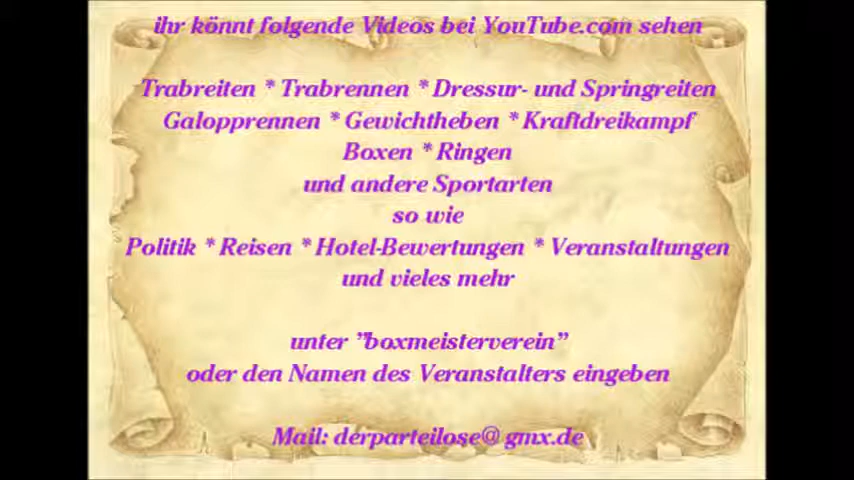 ihr könnt folgende Videos bei YouTube.com sehen
Trabreiten * Trabrennen * Dressur- und Springreiten
Galopprennen * Gewichtheben * Kraftdreikampf
Boxen * Ringen
und andere Sportarten
so wie
Politik * Reisen * Hotel-Bewertungen * Veranstaltungen
und vieles mehr
unter "boxmeisterverein"
oder den Namen des Veranstalters eingeben
Mail: derparteilose@gmx.de